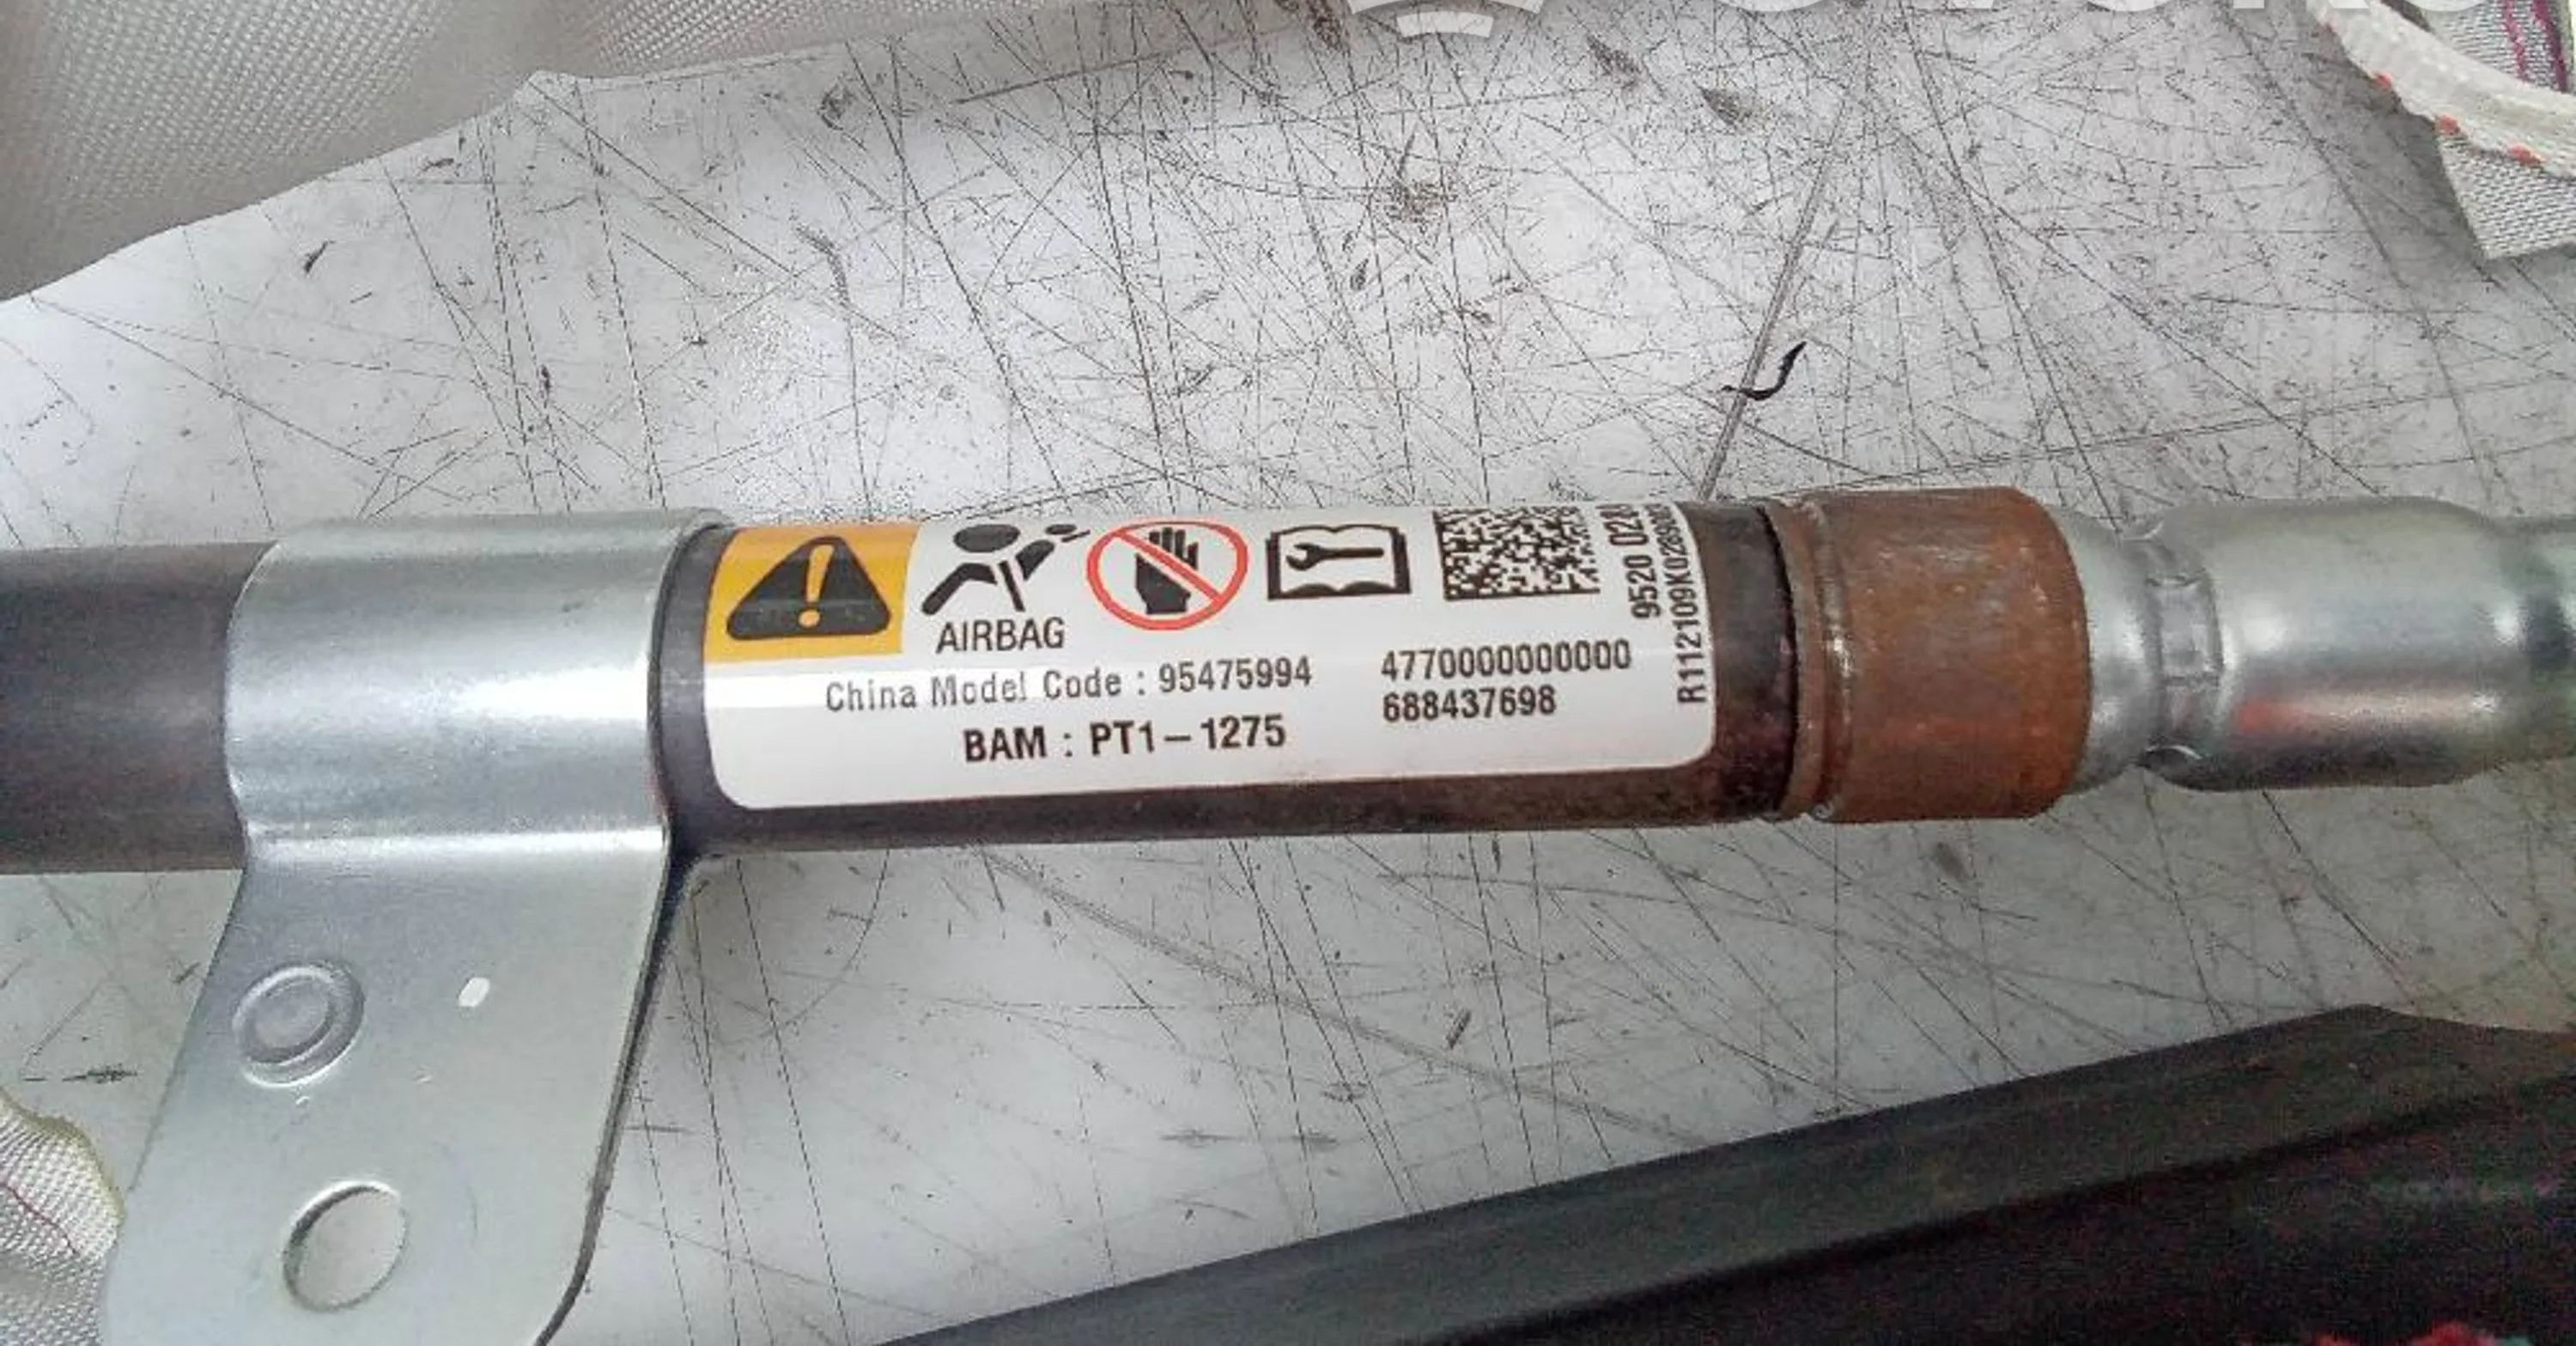 AIRBAG
China Model Code : 95475994
BAM : PT1-1275
4770000000000
688437698
9520